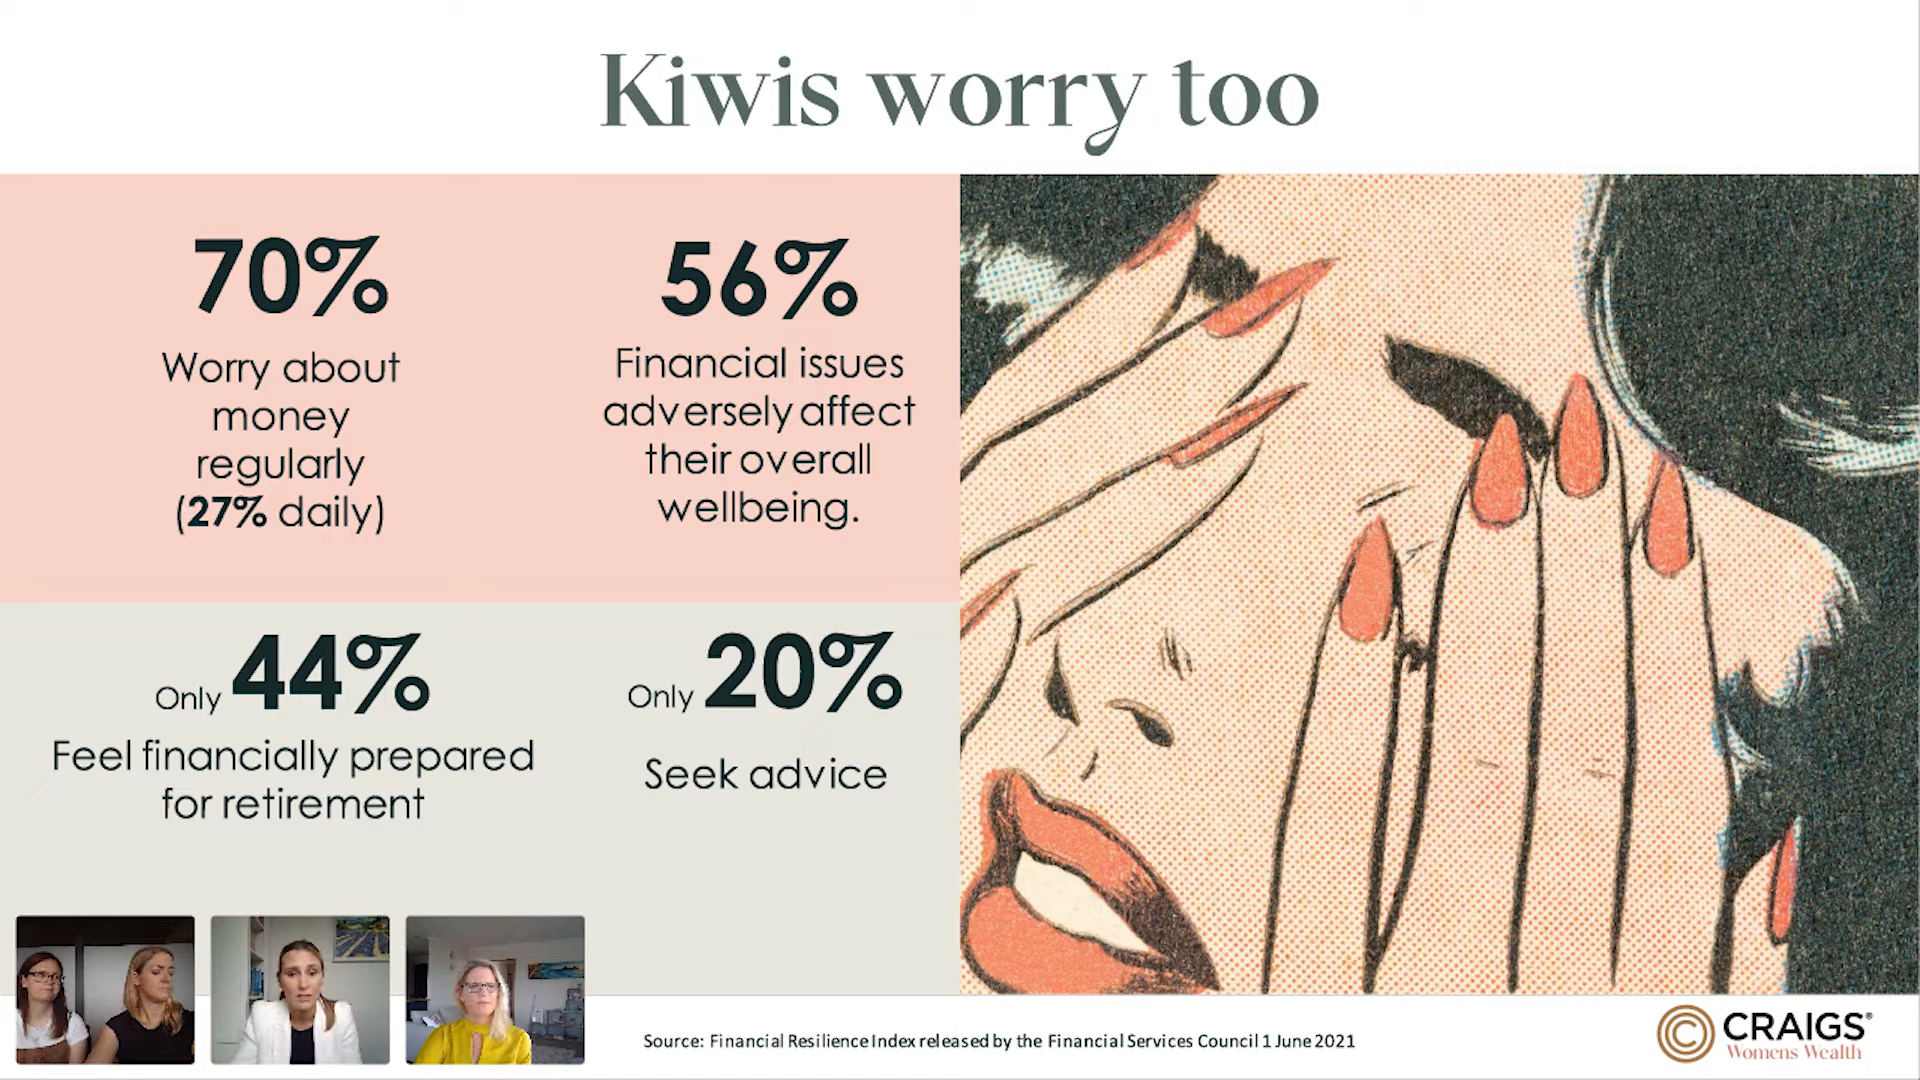 Kiwis worry too
70%
Worry about
money
regularly
(27% daily)
56%
Financial issues
adversely affect
their overall
wellbeing.
Only 44%
Feel financially prepared
for retirement
Only 20%
Seek advice
Source: Financial Resilience Index released by the Financial Services Council 1 June 2021
CRAIGS®
Womens Wealth